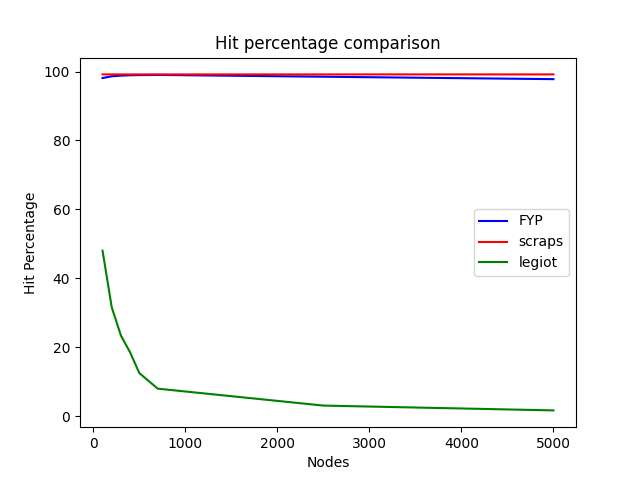 Hit percentage comparison
Hit Percentage
100
80
60
40
20
0
FYP
scraps
legiot
0 1000 2000 3000 4000 5000
Nodes